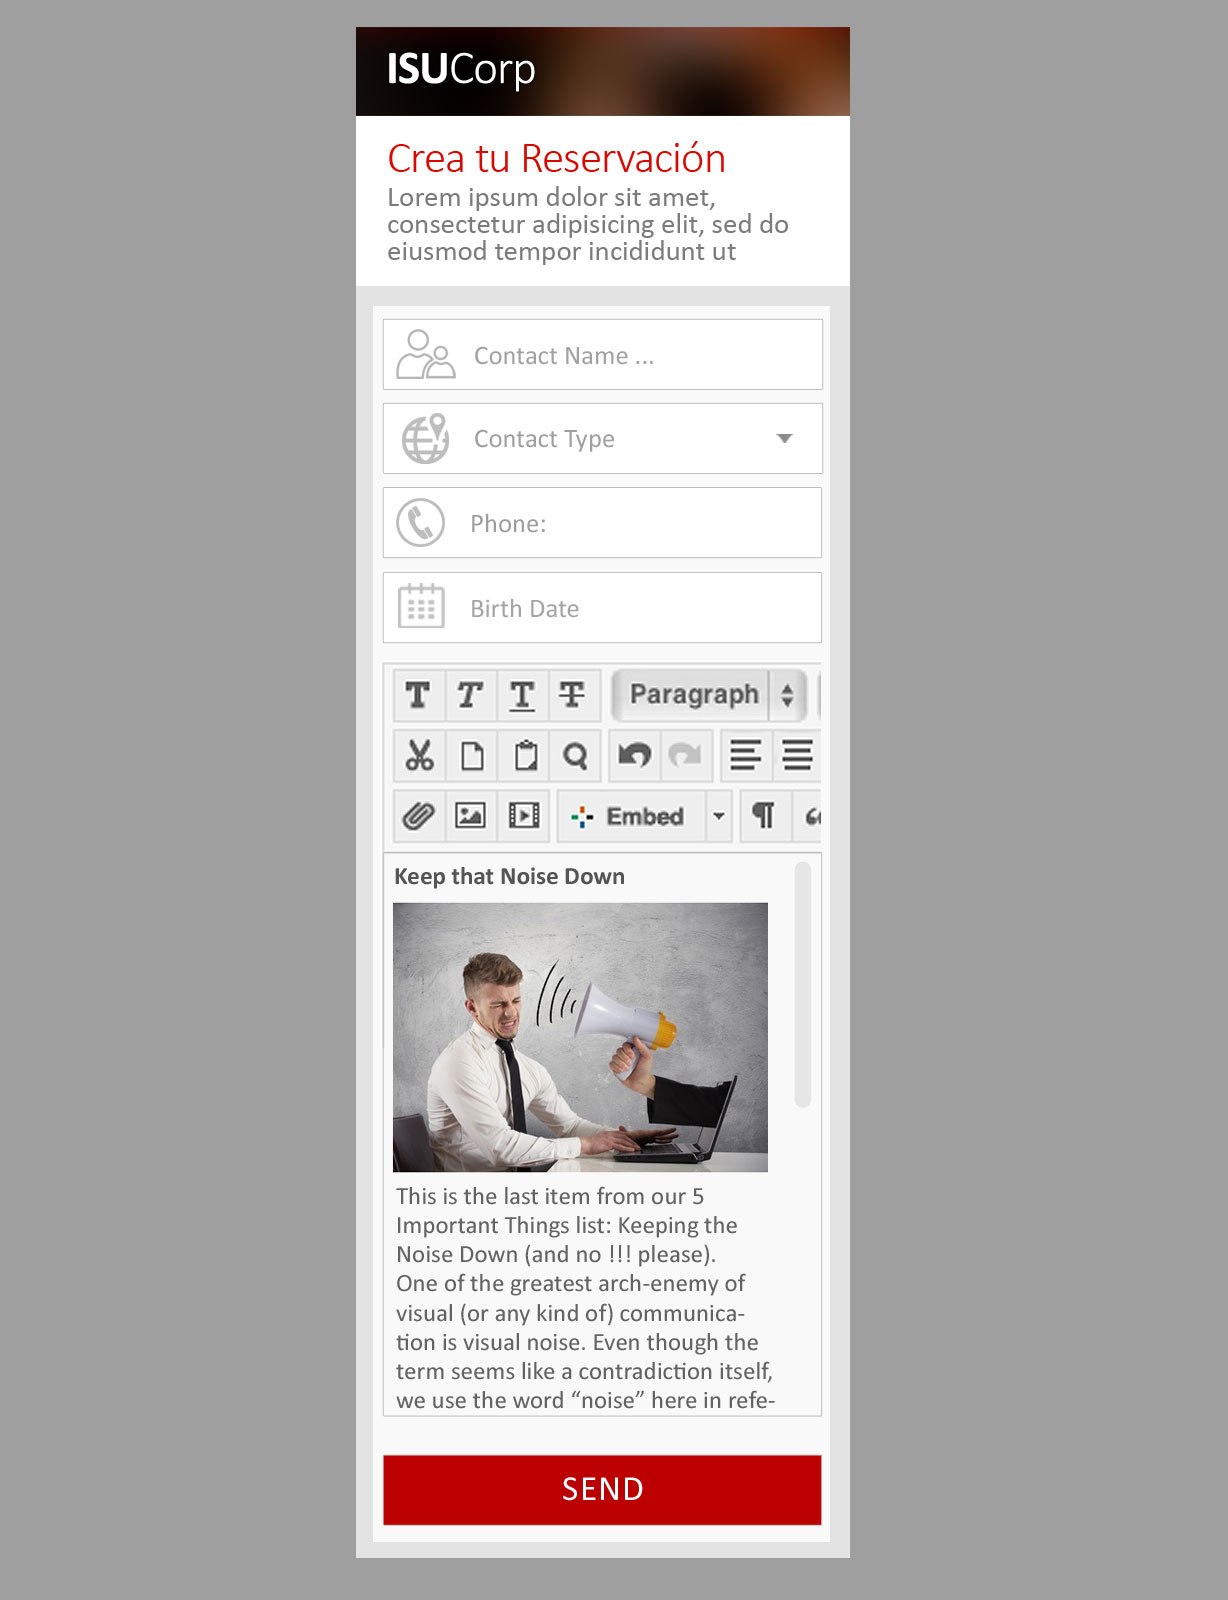 ISUCorp
Crea tu Reservación
Lorem ipsum dolor sit amet,
consectetur adipisicing elit, sed do
eiusmod tempor incididunt ut
Contact Name ...
Contact Type
Phone:
Birth Date
T T T T Paragraph
Embed ¶ “
Keep that Noise Down
This is the last item from our 5
Important Things list: Keeping the
Noise Down (and no !!! please).
One of the greatest arch-enemy of
visual (or any kind of) communica-
tion is visual noise. Even though the
term seems like a contradiction itself,
we use the word “noise” here in refe-
SEND